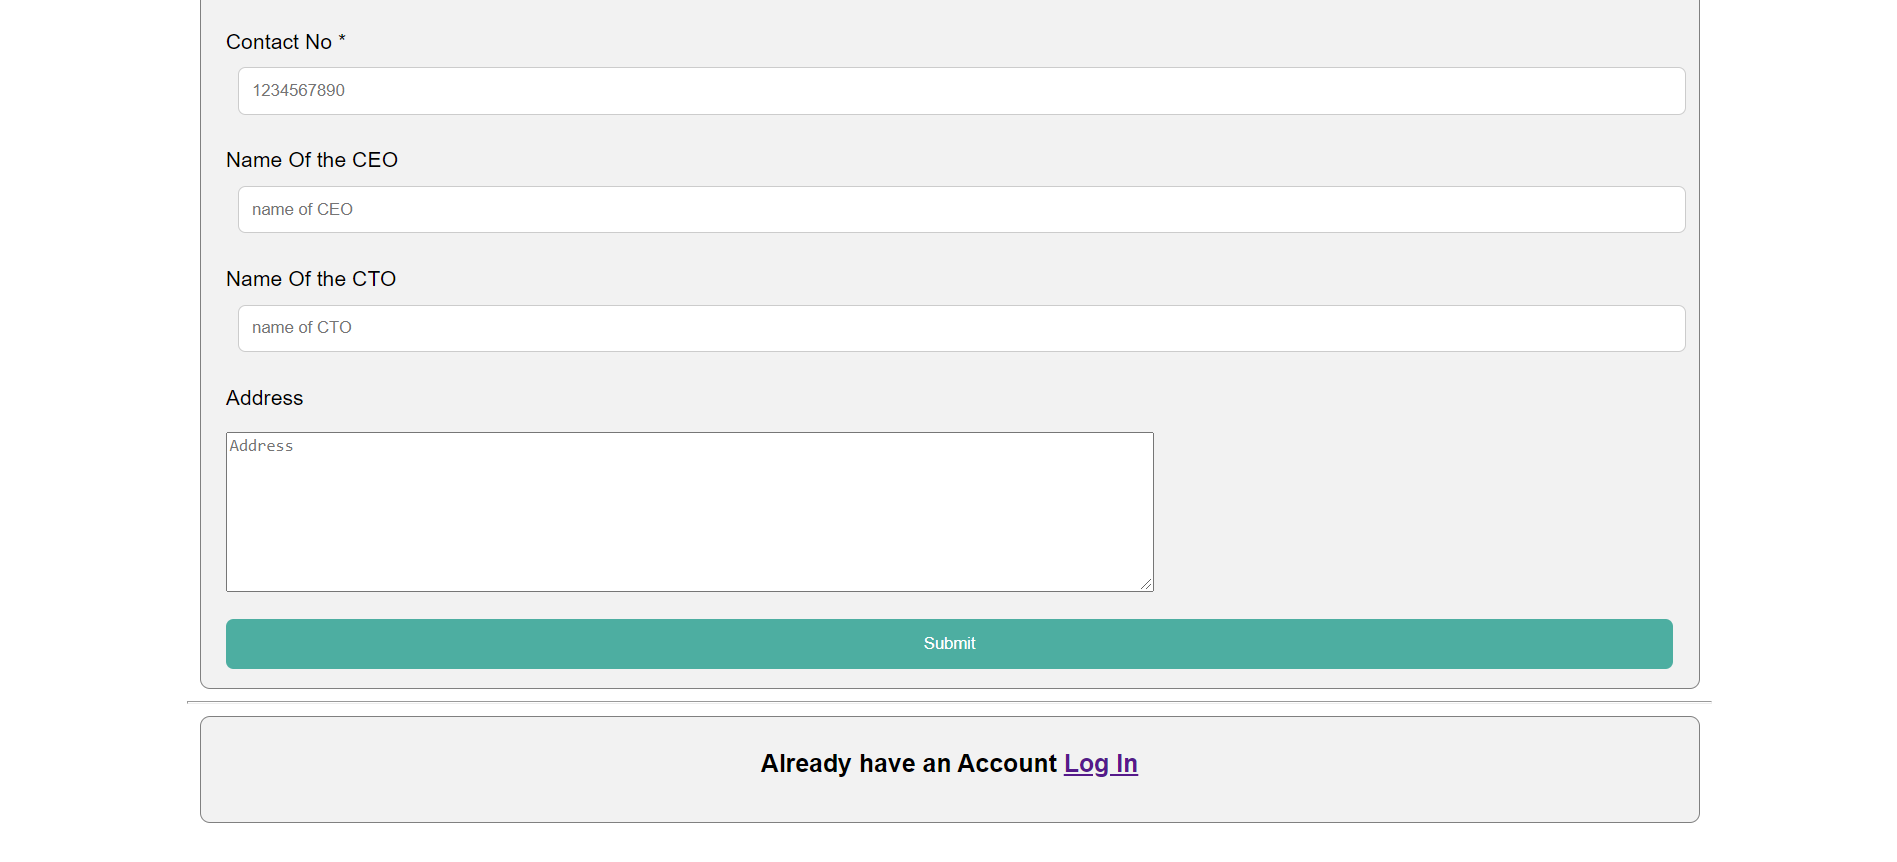 Contact No *
1234567890
Name Of the CEO
name of CEO
Name Of the CTO
name of CTO
Address
Address
Submit
Already have an Account Log In